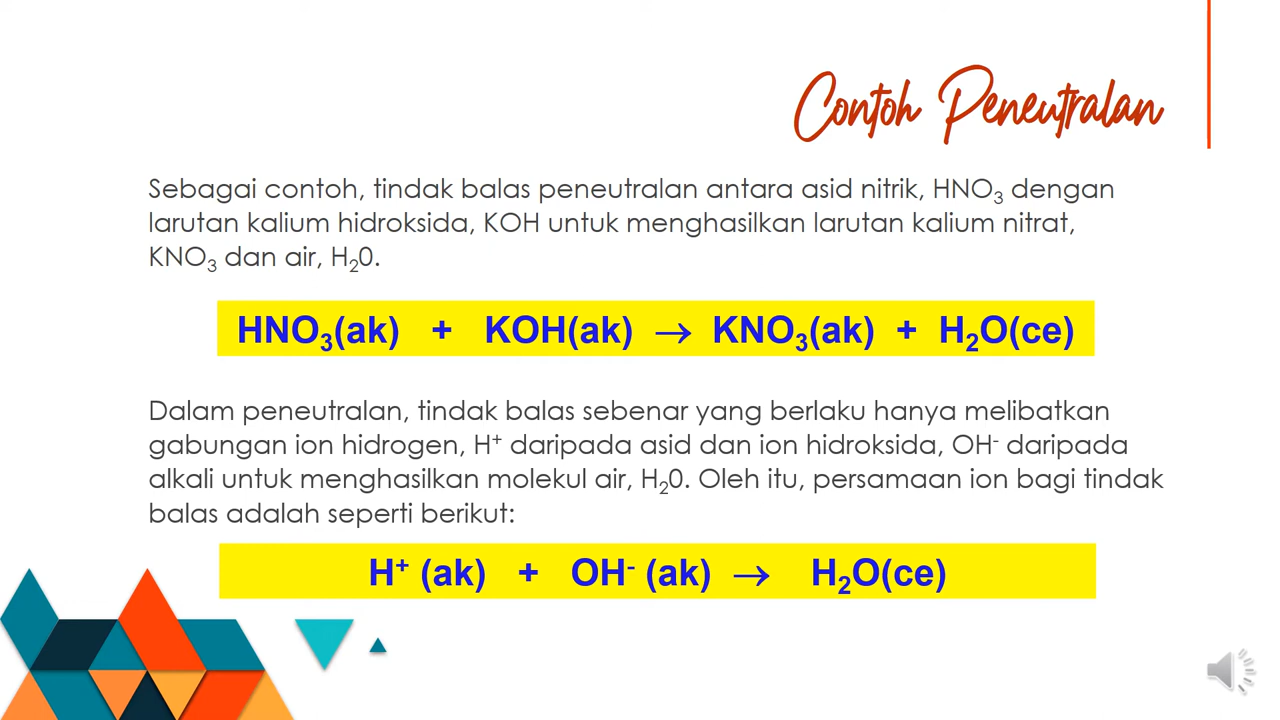 Contoh Peneutralan
Sebagai contoh, tindak balas peneutralan antara asid nitrik, HNO₃ dengan
larutan kalium hidroksida, KOH untuk menghasilkan larutan kalium nitrat,
KNO₃ dan air, H₂0.
HNO₃(ak) + KOH(ak) → KNO₃(ak) + H₂O(ce)
Dalam peneutralan, tindak balas sebenar yang berlaku hanya melibatkan
gabungan ion hidrogen, H⁺ daripada asid dan ion hidroksida, OH⁻ daripada
alkali untuk menghasilkan molekul air, H₂0. Oleh itu, persamaan ion bagi tindak
balas adalah seperti berikut:
H⁺ (ak) + OH⁻ (ak) → H₂O(ce)